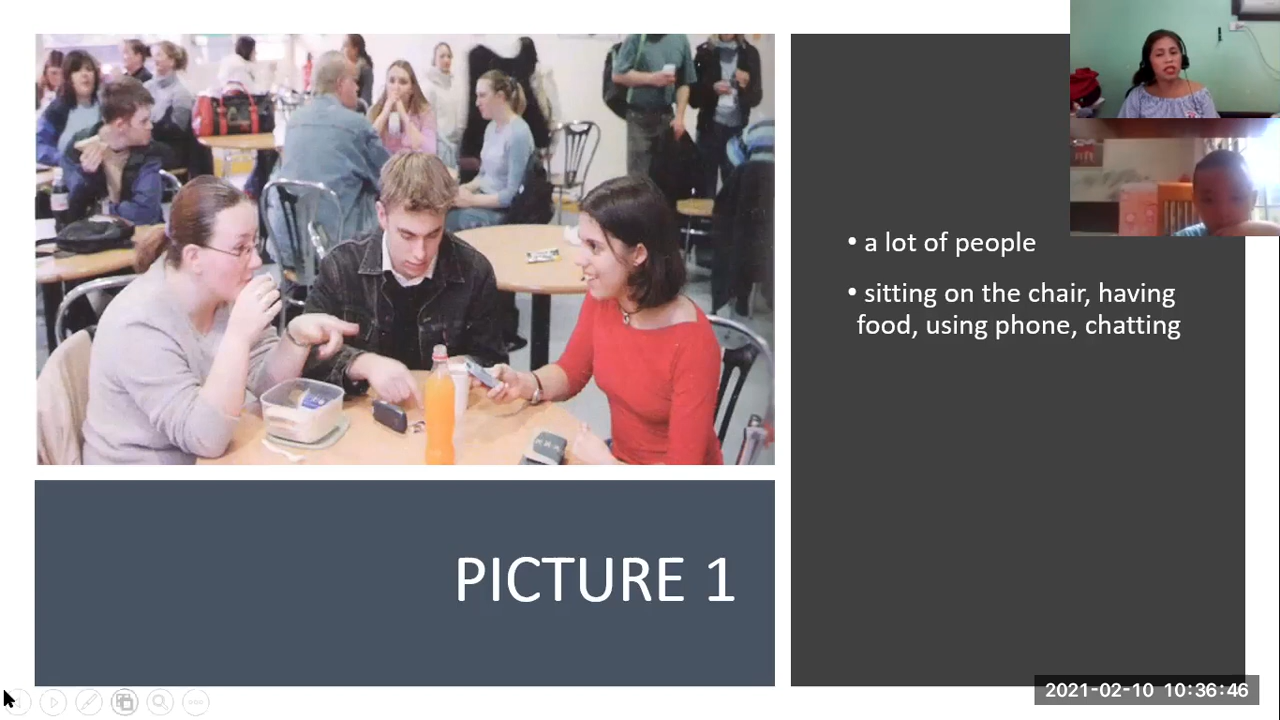 • a lot of people
• sitting on the chair, having
food, using phone, chatting
PICTURE 1
2021-02-10 10:36:46